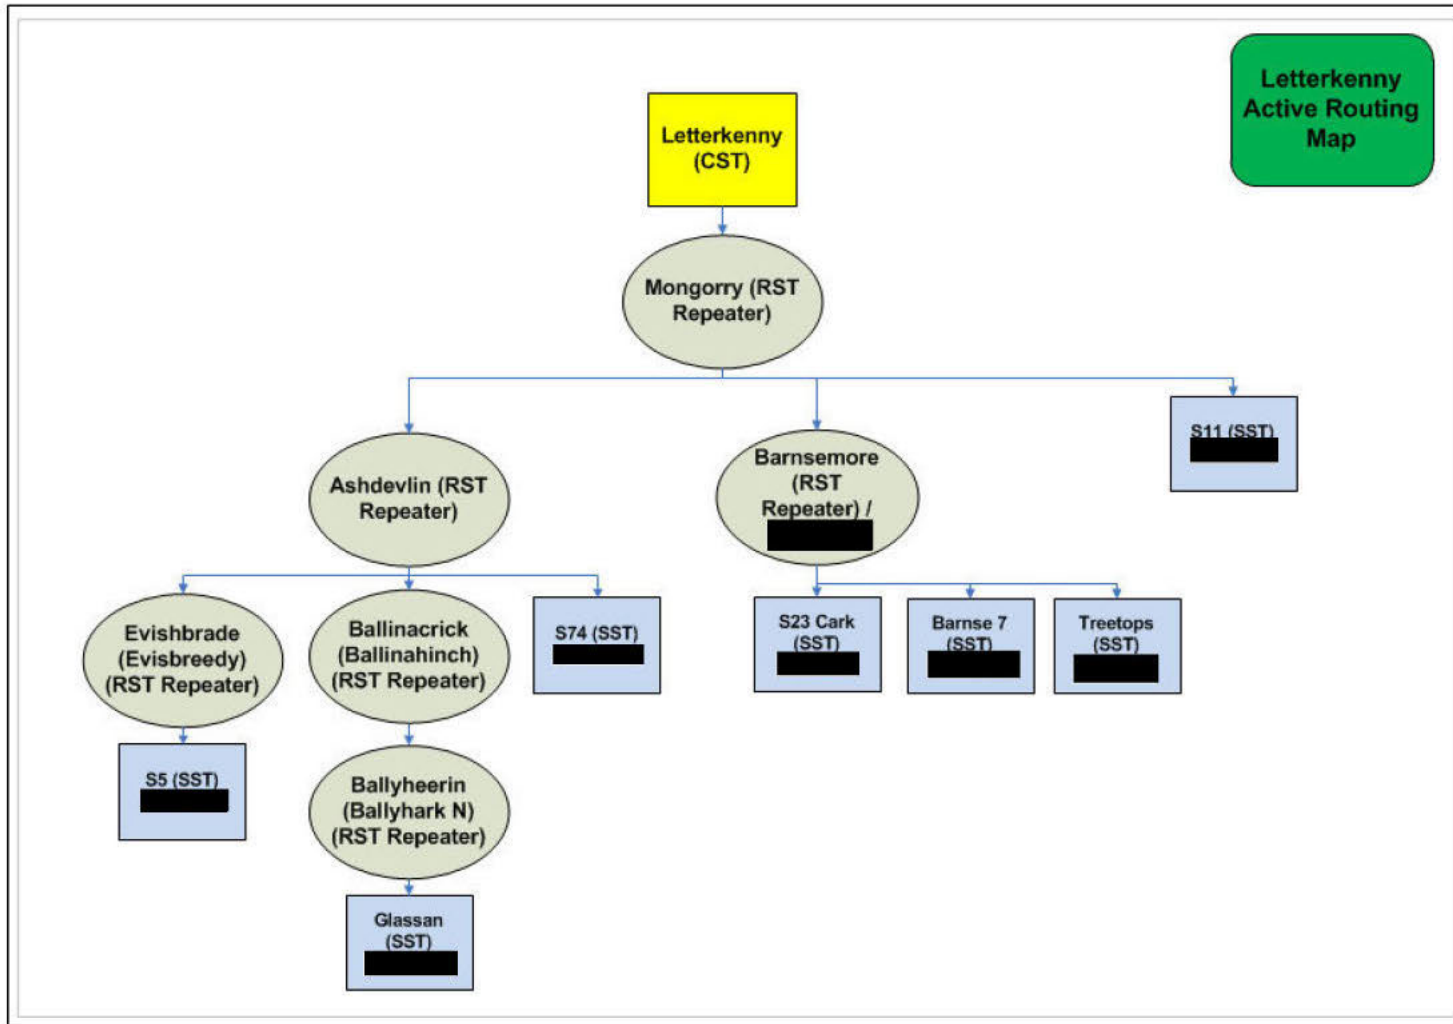 Letterkenny
Active Routing
Map
Letterkenny
(CST)
Mongorry (RST
Repeater)
S11 (SST)
Ashdevlin (RST
Repeater)
Barnsemore
(RST
Repeater) /
Evishbrade
(Evisbreedy)
(RST Repeater)
Ballinacrick
(Ballinahinch)
(RST Repeater)
S74 (SST)
S23 Cark
(SST)
Barnse 7
(SST)
Treetops
(SST)
S5 (SST)
Ballyheerin
(Ballyhark N)
(RST Repeater)
Glassan
(SST)